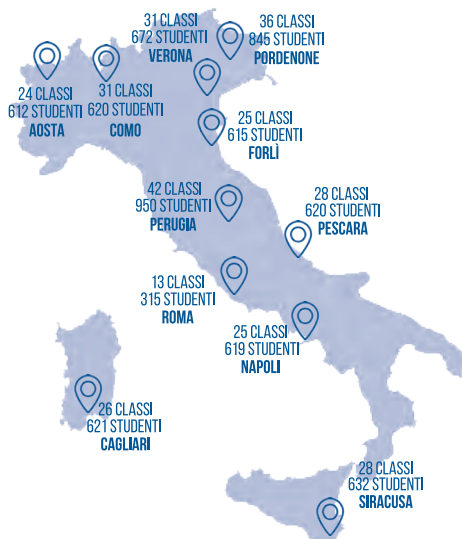 31 CLASSI
672 STUDENTI
VERONA
36 CLASSI
845 STUDENTI
PORDENONE
24 CLASSI
612 STUDENTI
AOSTA
31 CLASSI
620 STUDENTI
COMO
25 CLASSI
615 STUDENTI
FORLÌ
42 CLASSI
950 STUDENTI
PERUGIA
28 CLASSI
620 STUDENTI
PESCARA
13 CLASSI
315 STUDENTI
ROMA
25 CLASSI
619 STUDENTI
NAPOLI
26 CLASSI
621 STUDENTI
CAGLIARI
28 CLASSI
632 STUDENTI
SIRACUSA